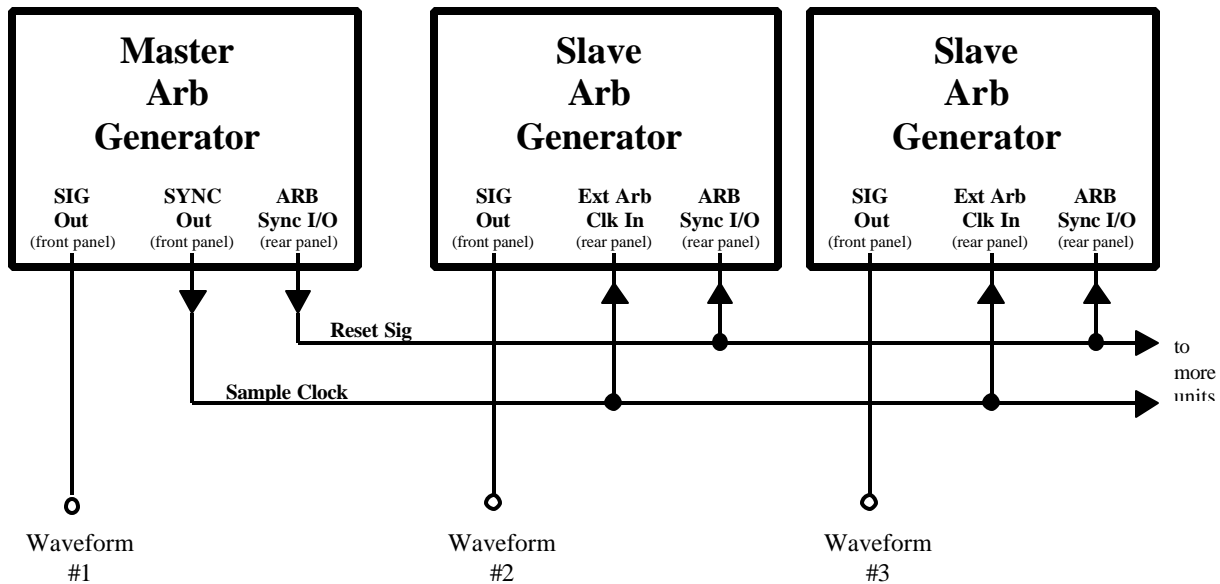 Master
Arb
Generator
SIG
Out
(front panel)
SYNC
Out
(front panel)
ARB
Sync I/O
(rear panel)
Slave
Arb
Generator
SIG
Out
(front panel)
Ext Arb
Clk In
(rear panel)
ARB
Sync I/O
(rear panel)
Slave
Arb
Generator
SIG
Out
(front panel)
Ext Arb
Clk In
(rear panel)
ARB
Sync I/O
(rear panel)
Reset Sig
Sample Clock
to
more
units
Waveform
#1
Waveform
#2
Waveform
#3